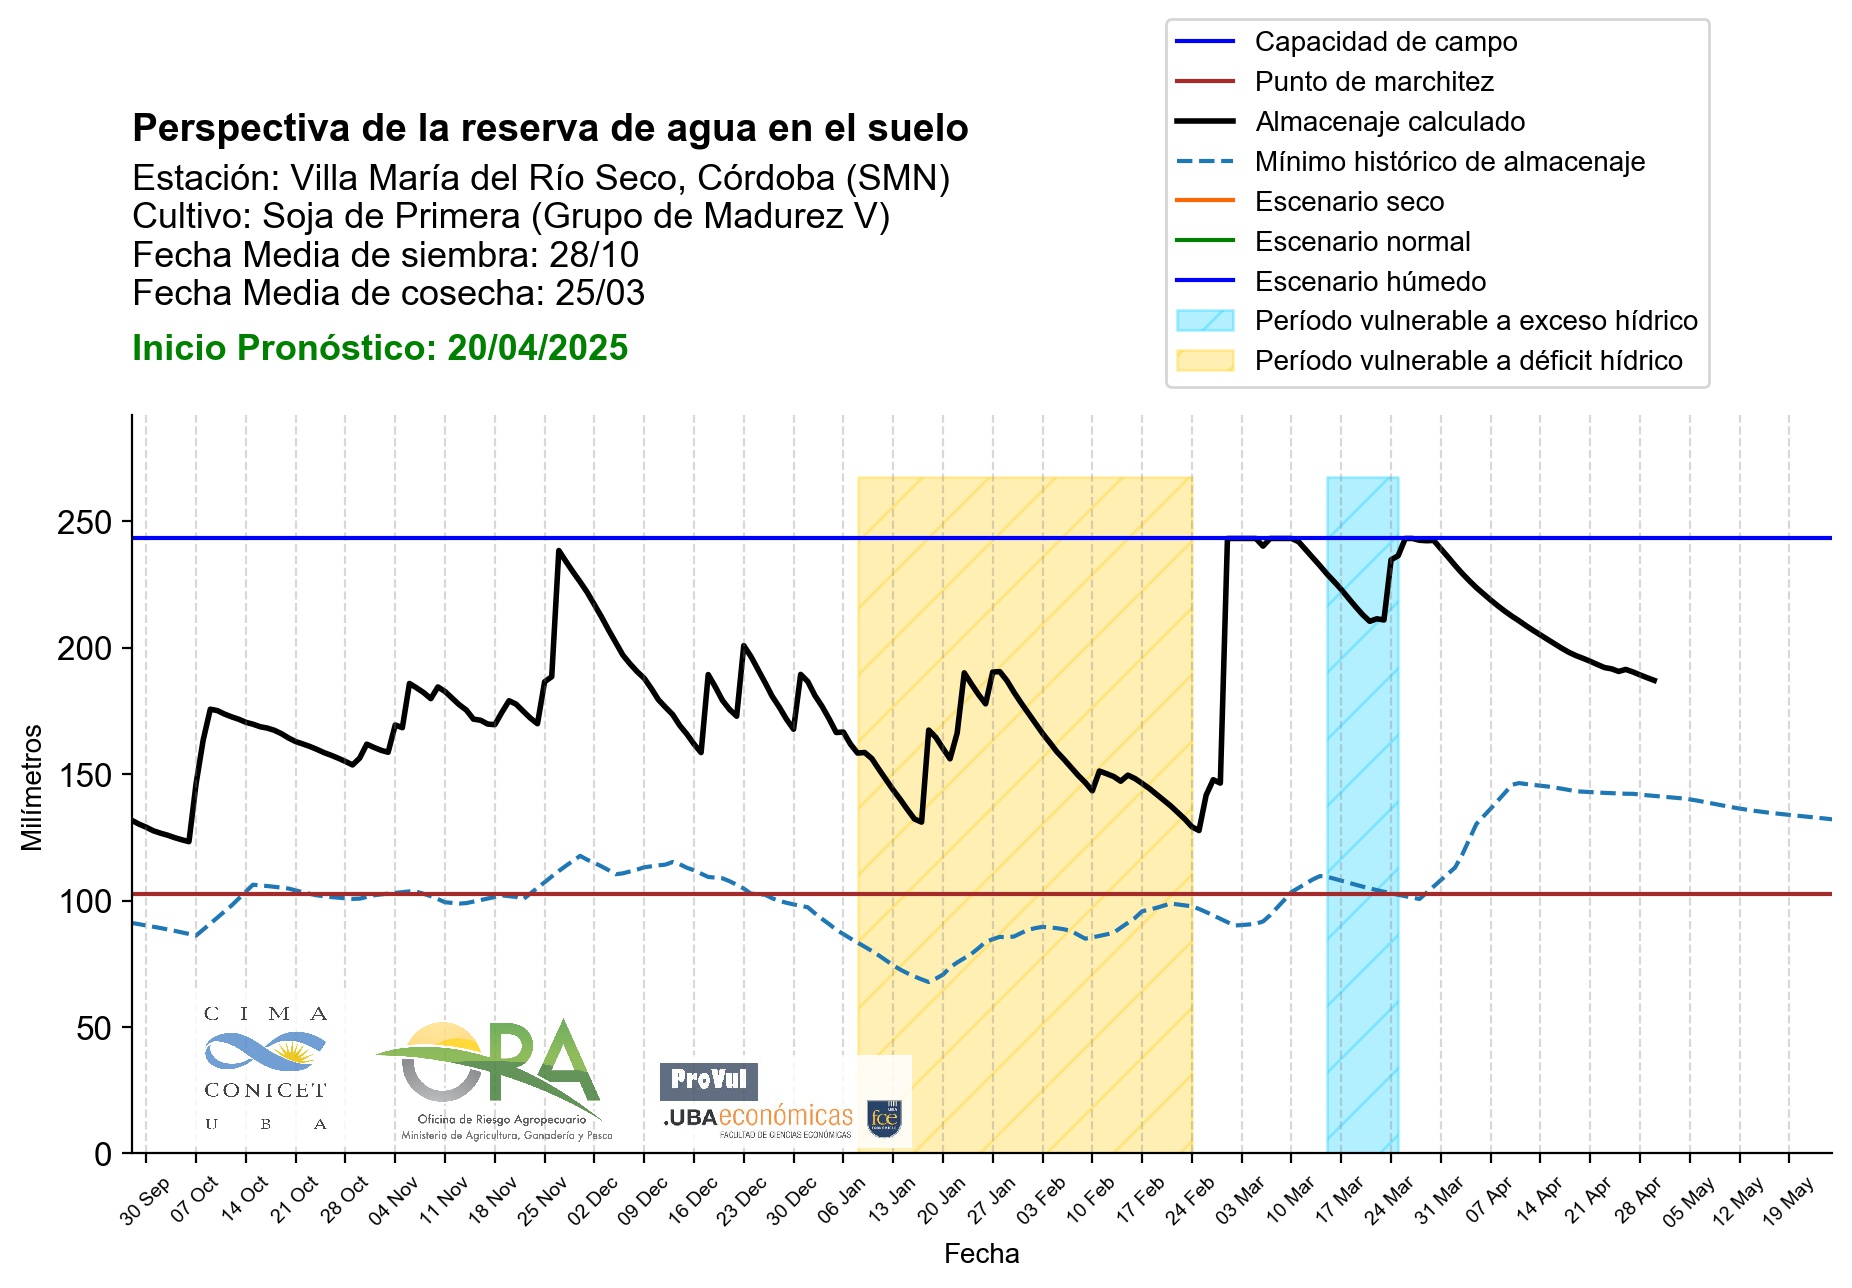 Capacidad de campo
Punto de marchitez
Almacenaje calculado
Mínimo histórico de almacenaje
Escenario seco
Escenario normal
Escenario húmedo
Período vulnerable a exceso hídrico
Período vulnerable a déficit hídrico
Perspectiva de la reserva de agua en el suelo
Estación: Villa María del Río Seco, Córdoba (SMN)
Cultivo: Soja de Primera (Grupo de Madurez V)
Fecha Media de siembra: 28/10
Fecha Media de cosecha: 25/03
Inicio Pronóstico: 20/04/2025
Milímetros
250
200
150
100
50
0
C I M A
CONICET
U B A
ORA
Oficina de Riesgo Agropecuario
Ministerio de Agricultura, Ganadería y Pesca
ProVul
.UBAeconómicas
FACULTAD DE CIENCIAS ECONÓMICAS
UBA
fce
ECONÓMICAS
30 Sep
07 Oct
14 Oct
21 Oct
28 Oct
04 Nov
11 Nov
18 Nov
25 Nov
02 Dec
09 Dec
16 Dec
23 Dec
30 Dec
06 Jan
13 Jan
20 Jan
27 Jan
03 Feb
10 Feb
17 Feb
24 Feb
03 Mar
10 Mar
17 Mar
24 Mar
31 Mar
07 Apr
14 Apr
21 Apr
28 Apr
05 May
12 May
19 May
Fecha